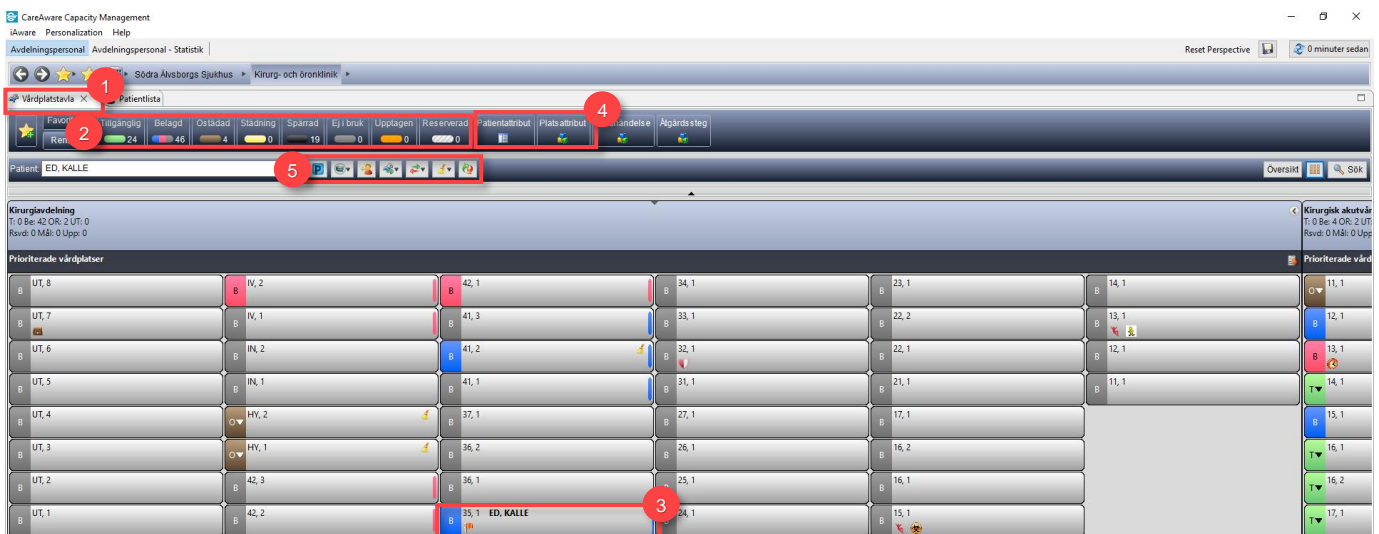 CareAware Capacity Management
iAware Personalization Help
Avdelningspersonal Avdelningspersonal - Statistik Reset Perspective 0 minuter sedan
Södra Älvsborgs Sjukhus Kirurg- och öronklinik
1
Vårdplatstavla Patientlista
4
Tillgänglig Belagd Ostädad Städning Spärrad Ej i bruk Upptagen Reserverad Patientattribut Platsattribut Åtgärdssteg
2
24 46 4 0 19 0 0 0
5
Patient: ED, KALLE P Översikt Sök
Kirurgiavdelning Kirurgisk akutvår
T: 0 Be: 42 OR: 2 UT: 0 T: 0 Be: 4 OR: 2 UT:
Rsvd: 0 Mål: 0 Upp: 0 Rsvd: 0 Mål: 0 Upp
Prioriterade vårdplatser Prioriterade vård
B UT, 8 B IV, 2 B 42, 1 B 34, 1 B 23, 1 B 14, 1 O 11, 1
B UT, 7 B IV, 1 B 41, 3 B 33, 1 B 22, 2 B 13, 1 B 12, 1
B UT, 6 B IN, 2 B 41, 2 B 32, 1 B 22, 1 B 12, 1 B 13, 1
B UT, 5 B IN, 1 B 41, 1 B 31, 1 B 21, 1 B 11, 1 T 14, 1
B UT, 4 O HY, 2 B 37, 1 B 27, 1 B 17, 1 B 15, 1
B UT, 3 O HY, 1 B 36, 2 B 26, 1 B 16, 2 T 16, 1
B UT, 2 B 42, 3 B 36, 1 B 25, 1 B 16, 1 T 16, 2
3
B UT, 1 B 42, 2 B 35, 1 ED, KALLE 24, 1 B 15, 1 T 17, 1